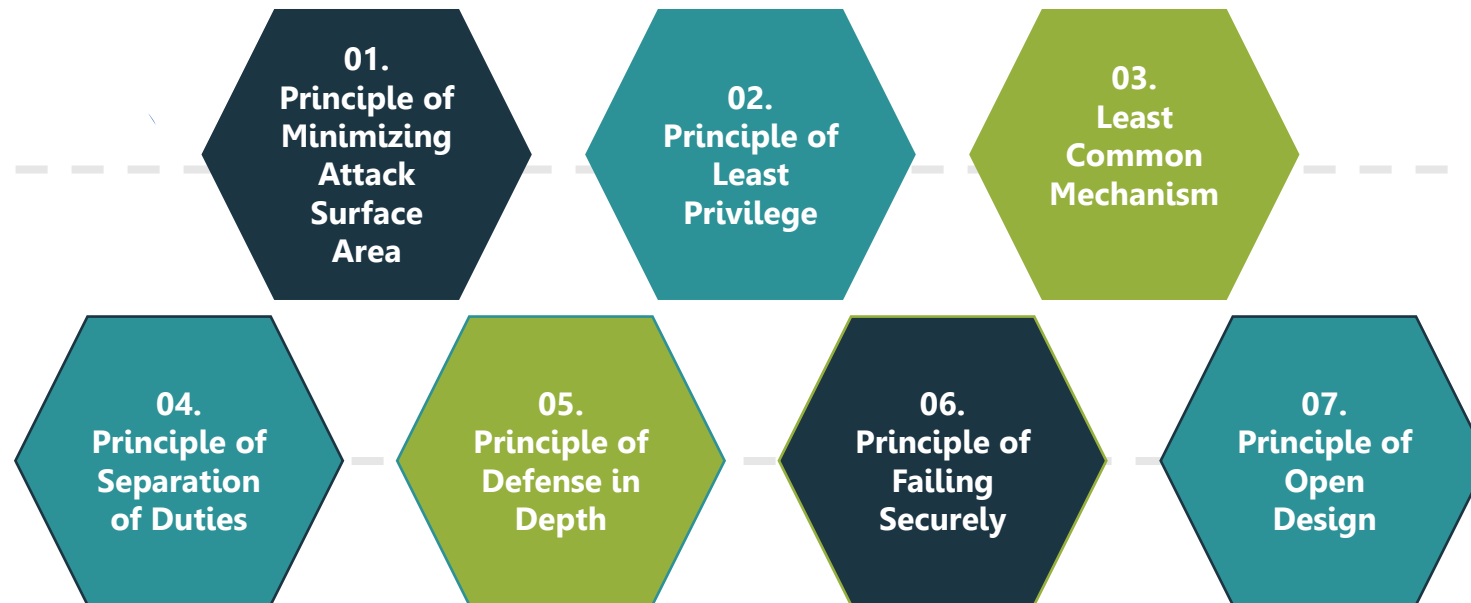 01.
Principle of
Minimizing
Attack
Surface
Area
02.
Principle of
Least
Privilege
03.
Least
Common
Mechanism
04.
Principle of
Separation
of Duties
05.
Principle of
Defense in
Depth
06.
Principle of
Failing
Securely
07.
Principle of
Open
Design